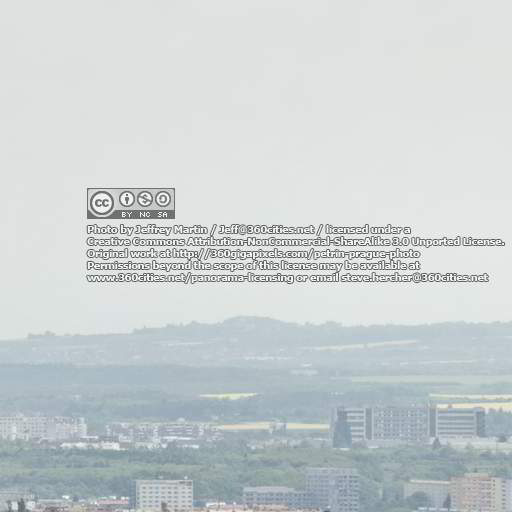 cc
BY NC SA
Photo by Jeffrey Martin / Jeff@360cities.net / licensed under a
Creative Commons Attribution-NonCommercial-ShareAlike 3.0 Unported License.
Original work at http://360gigapixels.com/petrin-prague-photo
Permissions beyond the scope of this license may be available at
www.360cities.net/panorama-licensing or email steve.hercher@360cities.net